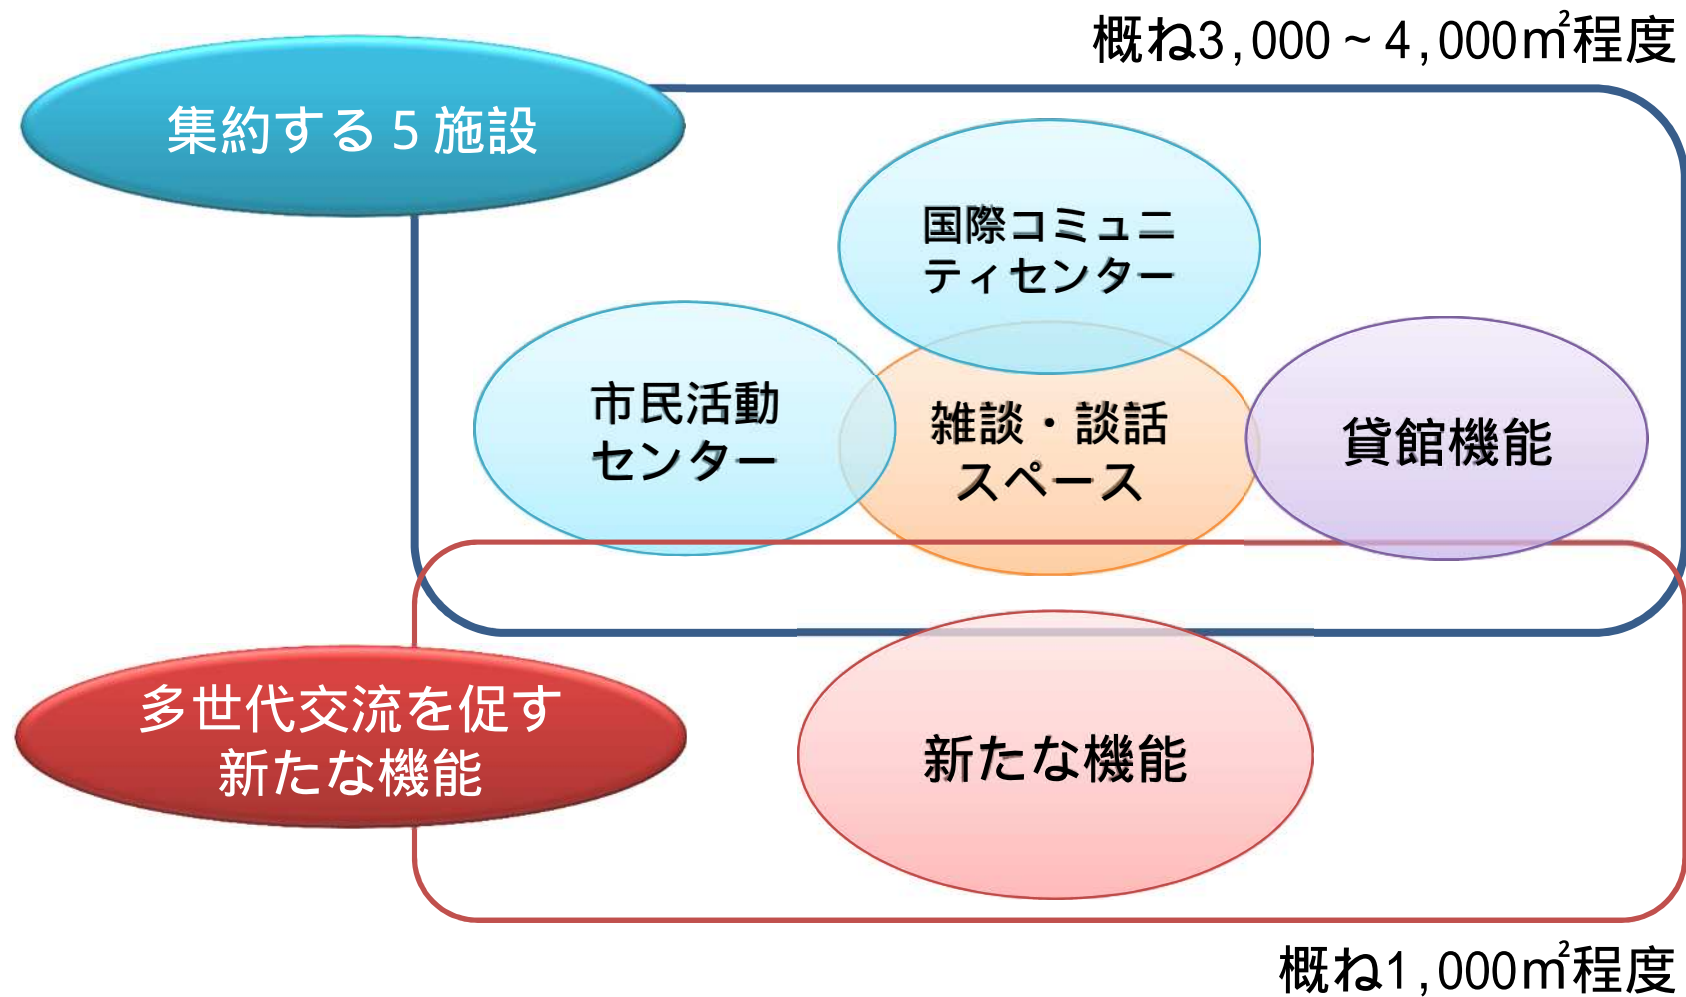 概ね3,000～4,000㎡程度
集約する５施設
国際コミュニ
ティセンター
市民活動
センター
雑談・談話
スペース
貸館機能
多世代交流を促す
新たな機能
新たな機能
概ね1,000㎡程度